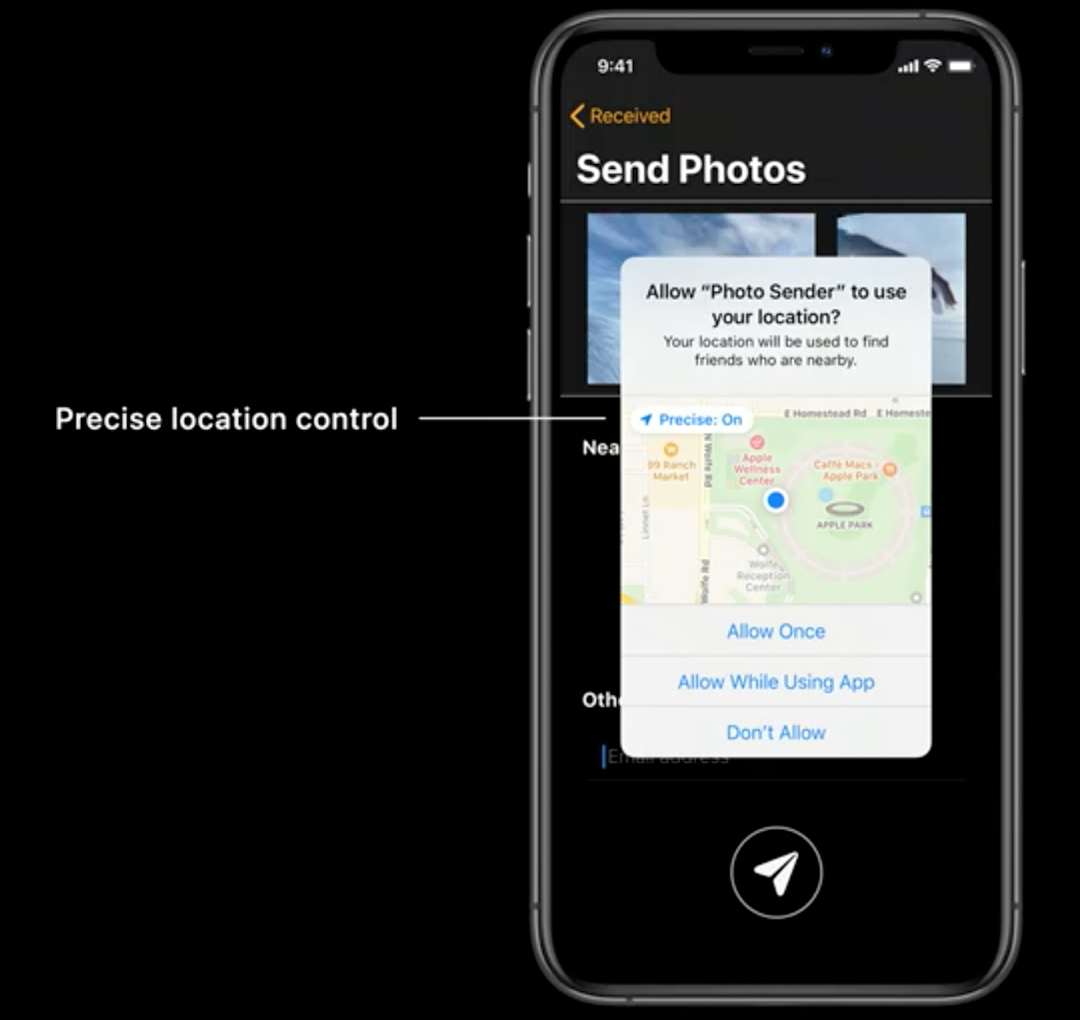 9:41
Received
Send Photos
Allow “Photo Sender” to use
your location?
Your location will be used to find
friends who are nearby.
Precise location control
Precise: On
E Homestead Rd
E Homeste
Nea
N Wolfe Rd
99 Ranch
Market
Apple
Wellness
Center
Caffè Macs -
Apple Park
Linnet Ln
APPLE PARK
Wolfe
Reception
Center
Wolfe Rd
Allow Once
Allow While Using App
Othe
Don’t Allow
Email address